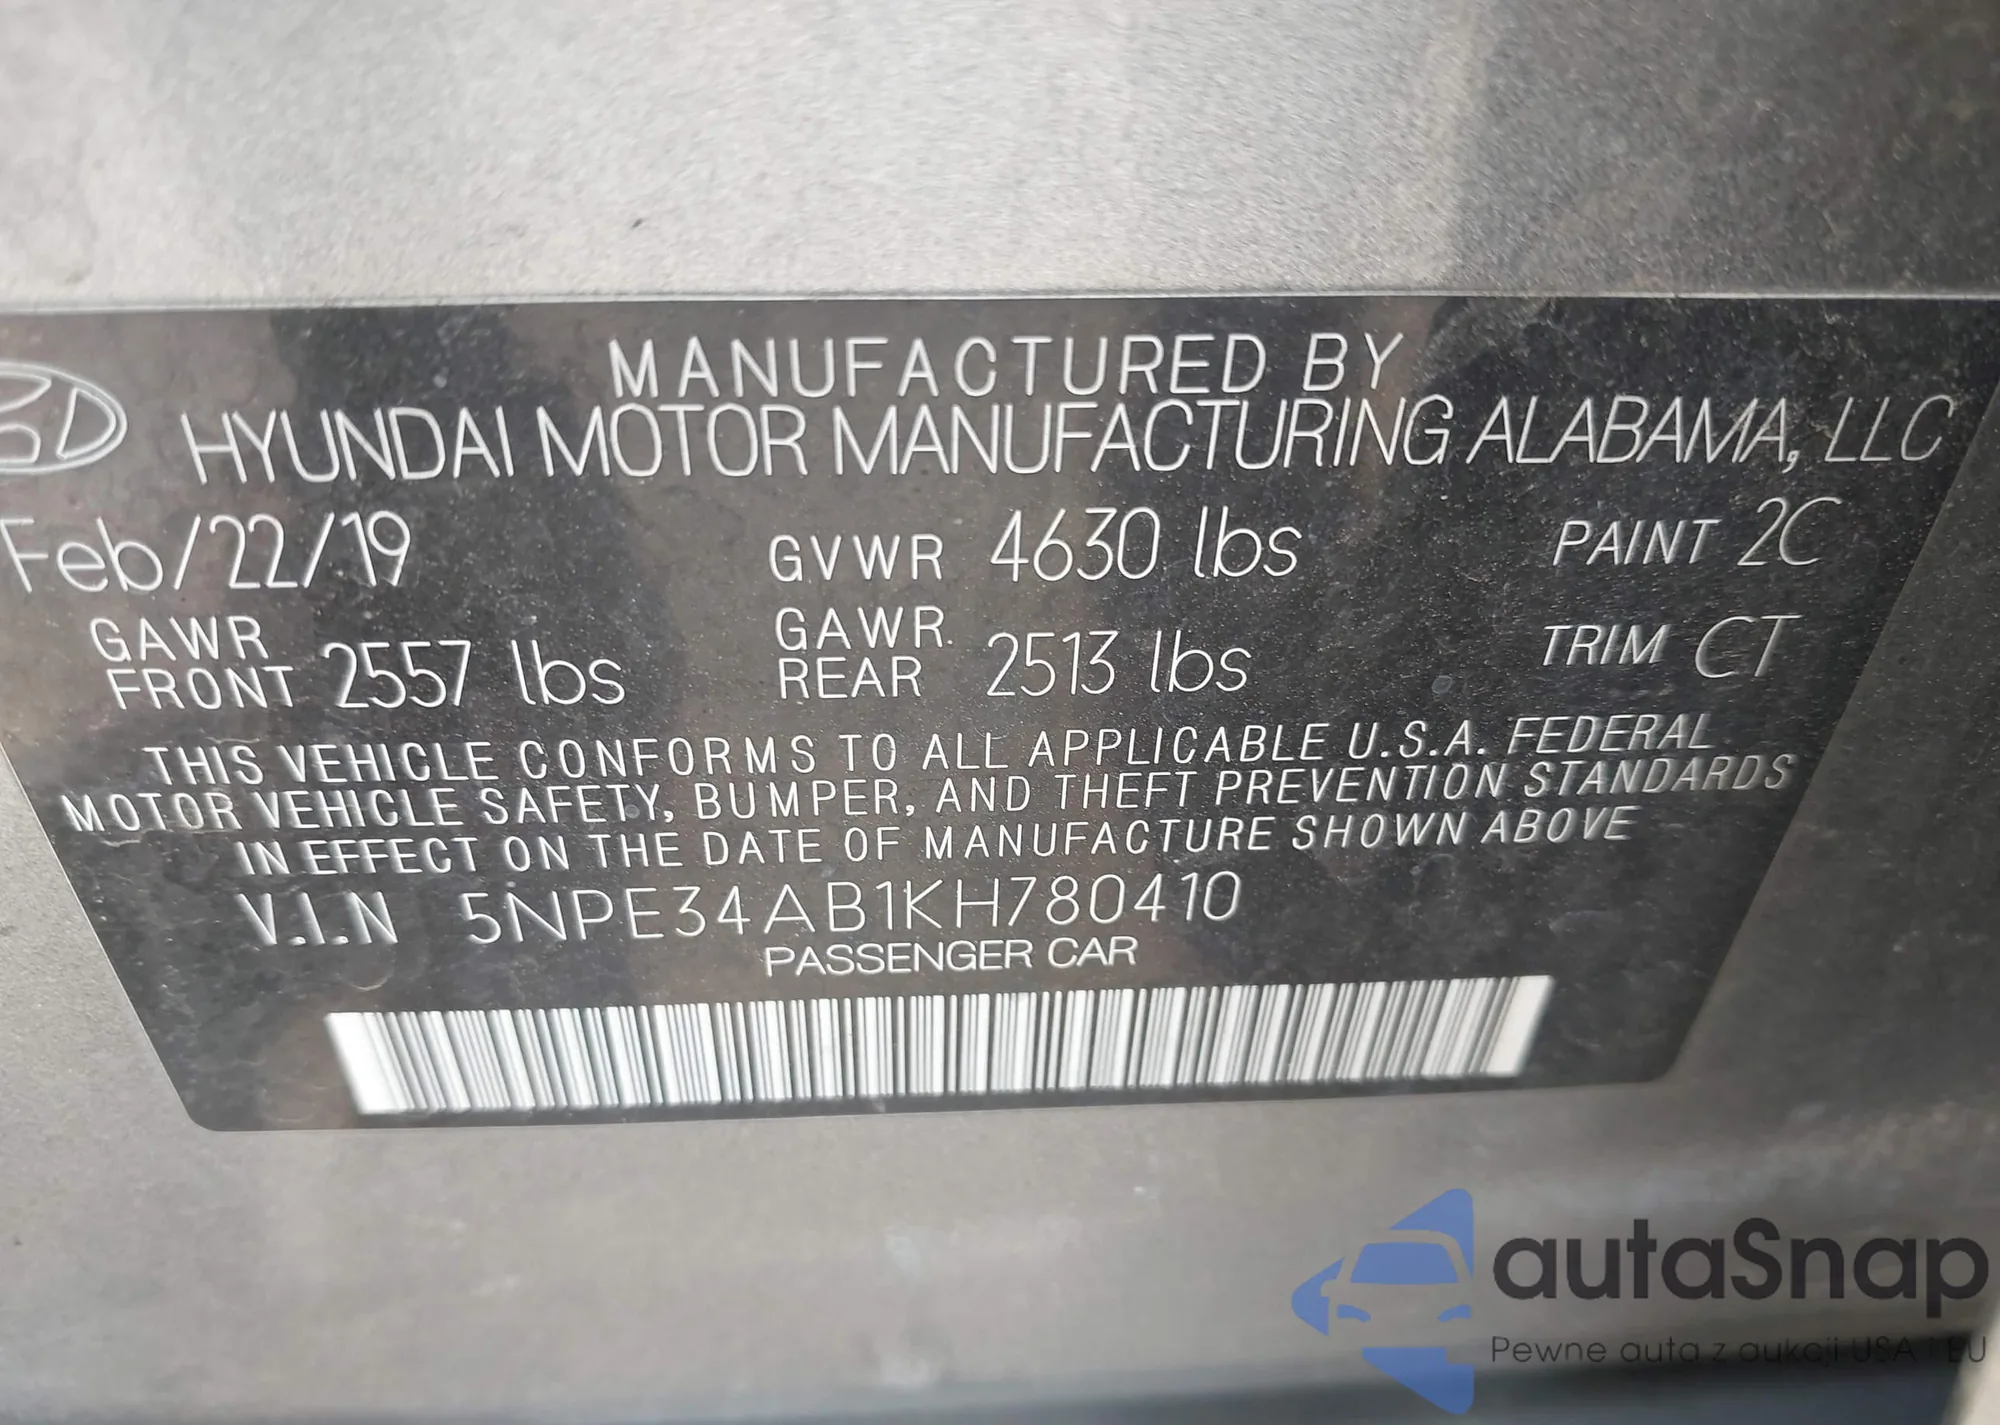 MANUFACTURED BY
HYUNDAI MOTOR MANUFACTURING ALABAMA, LLC
Feb/22/19 GVWR 4630 lbs PAINT 2C
GAWR FRONT 2557 lbs GAWR REAR 2513 lbs TRIM CT
THIS VEHICLE CONFORMS TO ALL APPLICABLE U.S.A. FEDERAL
MOTOR VEHICLE SAFETY, BUMPER, AND THEFT PREVENTION STANDARDS
IN EFFECT ON THE DATE OF MANUFACTURE SHOWN ABOVE
V.I.N 5NPE34AB1KH780410
PASSENGER CAR
autaSnap
Pewne auta z aukcji USA i EU